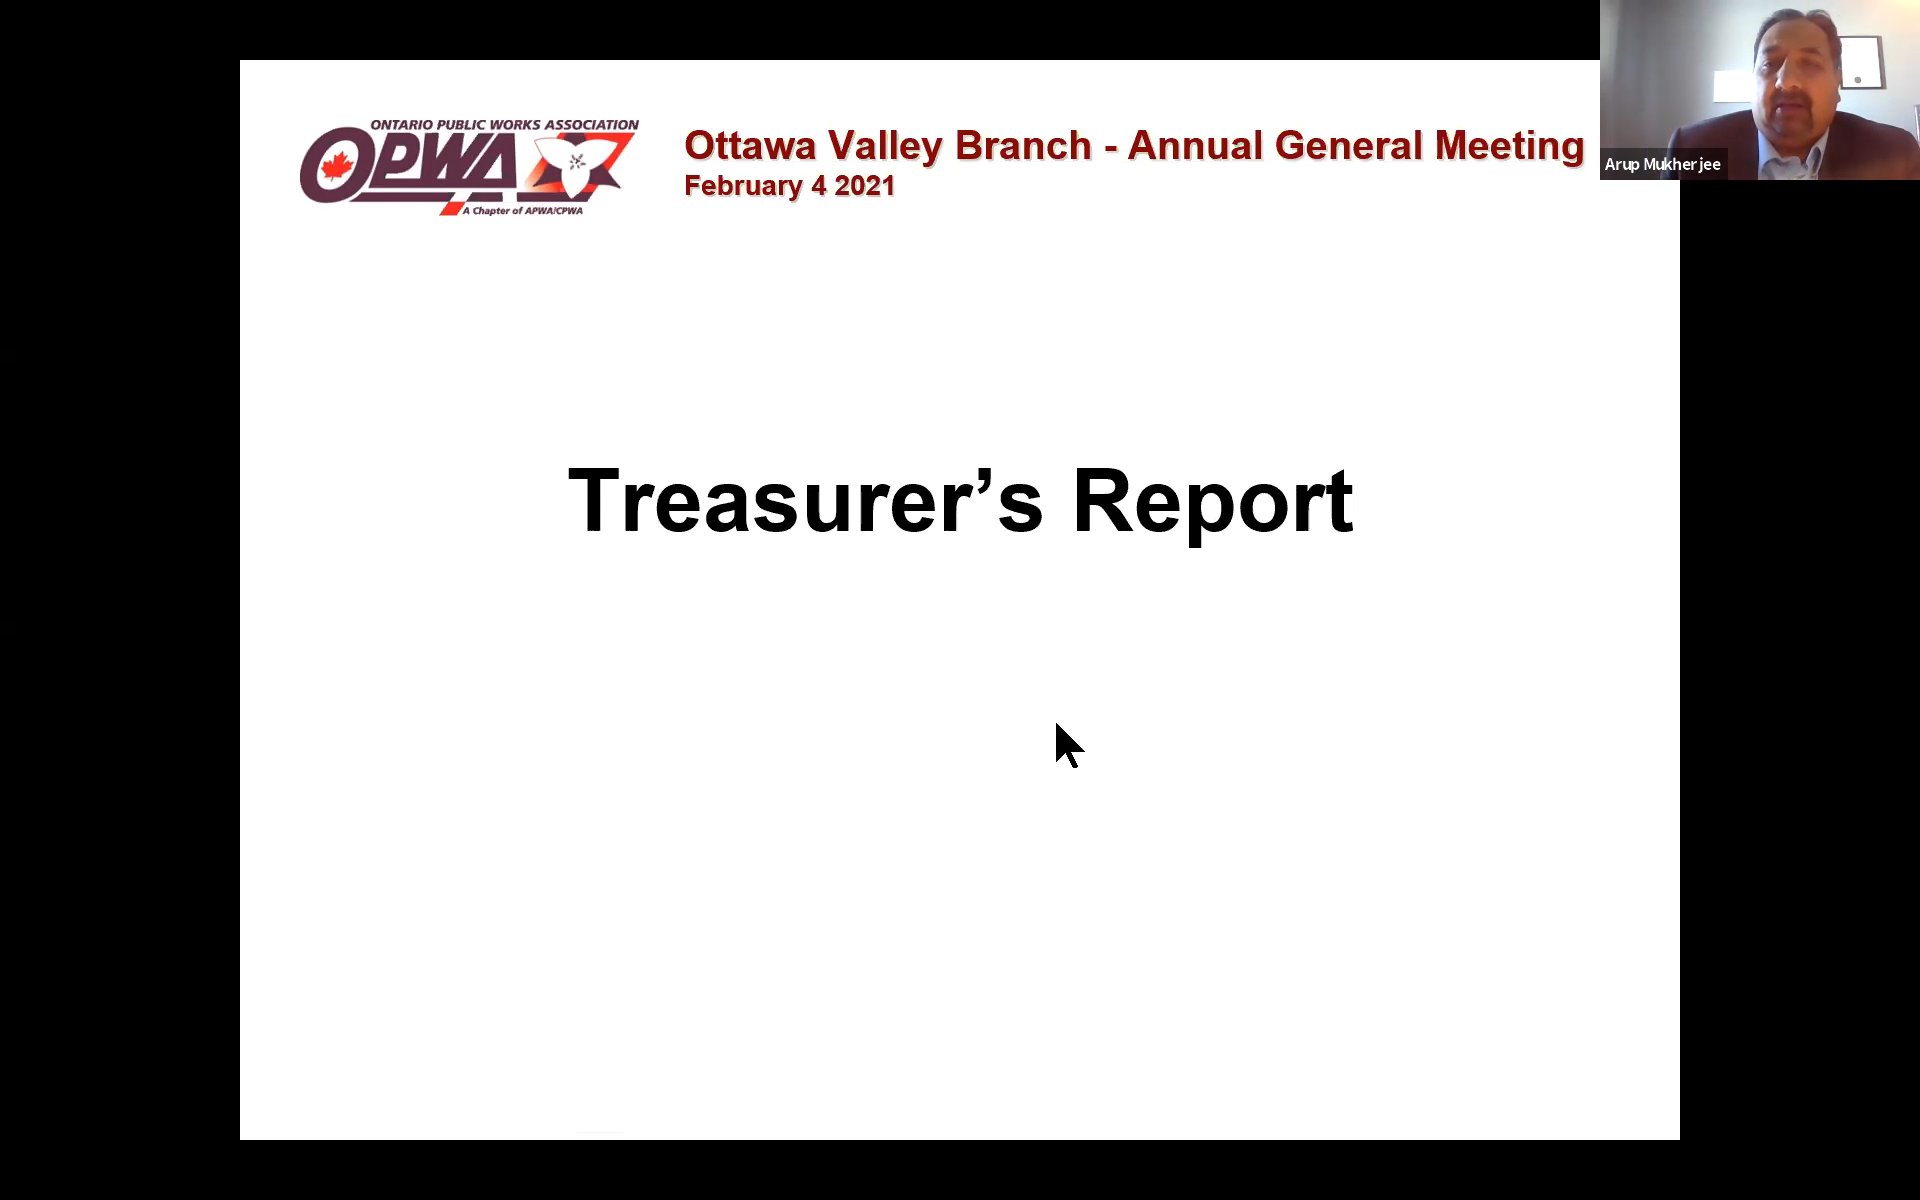 ONTARIO PUBLIC WORKS ASSOCIATION
OPWA
A Chapter of APWA/CPWA
Ottawa Valley Branch - Annual General Meeting
February 4 2021
Arup Mukherjee
Treasurer’s Report